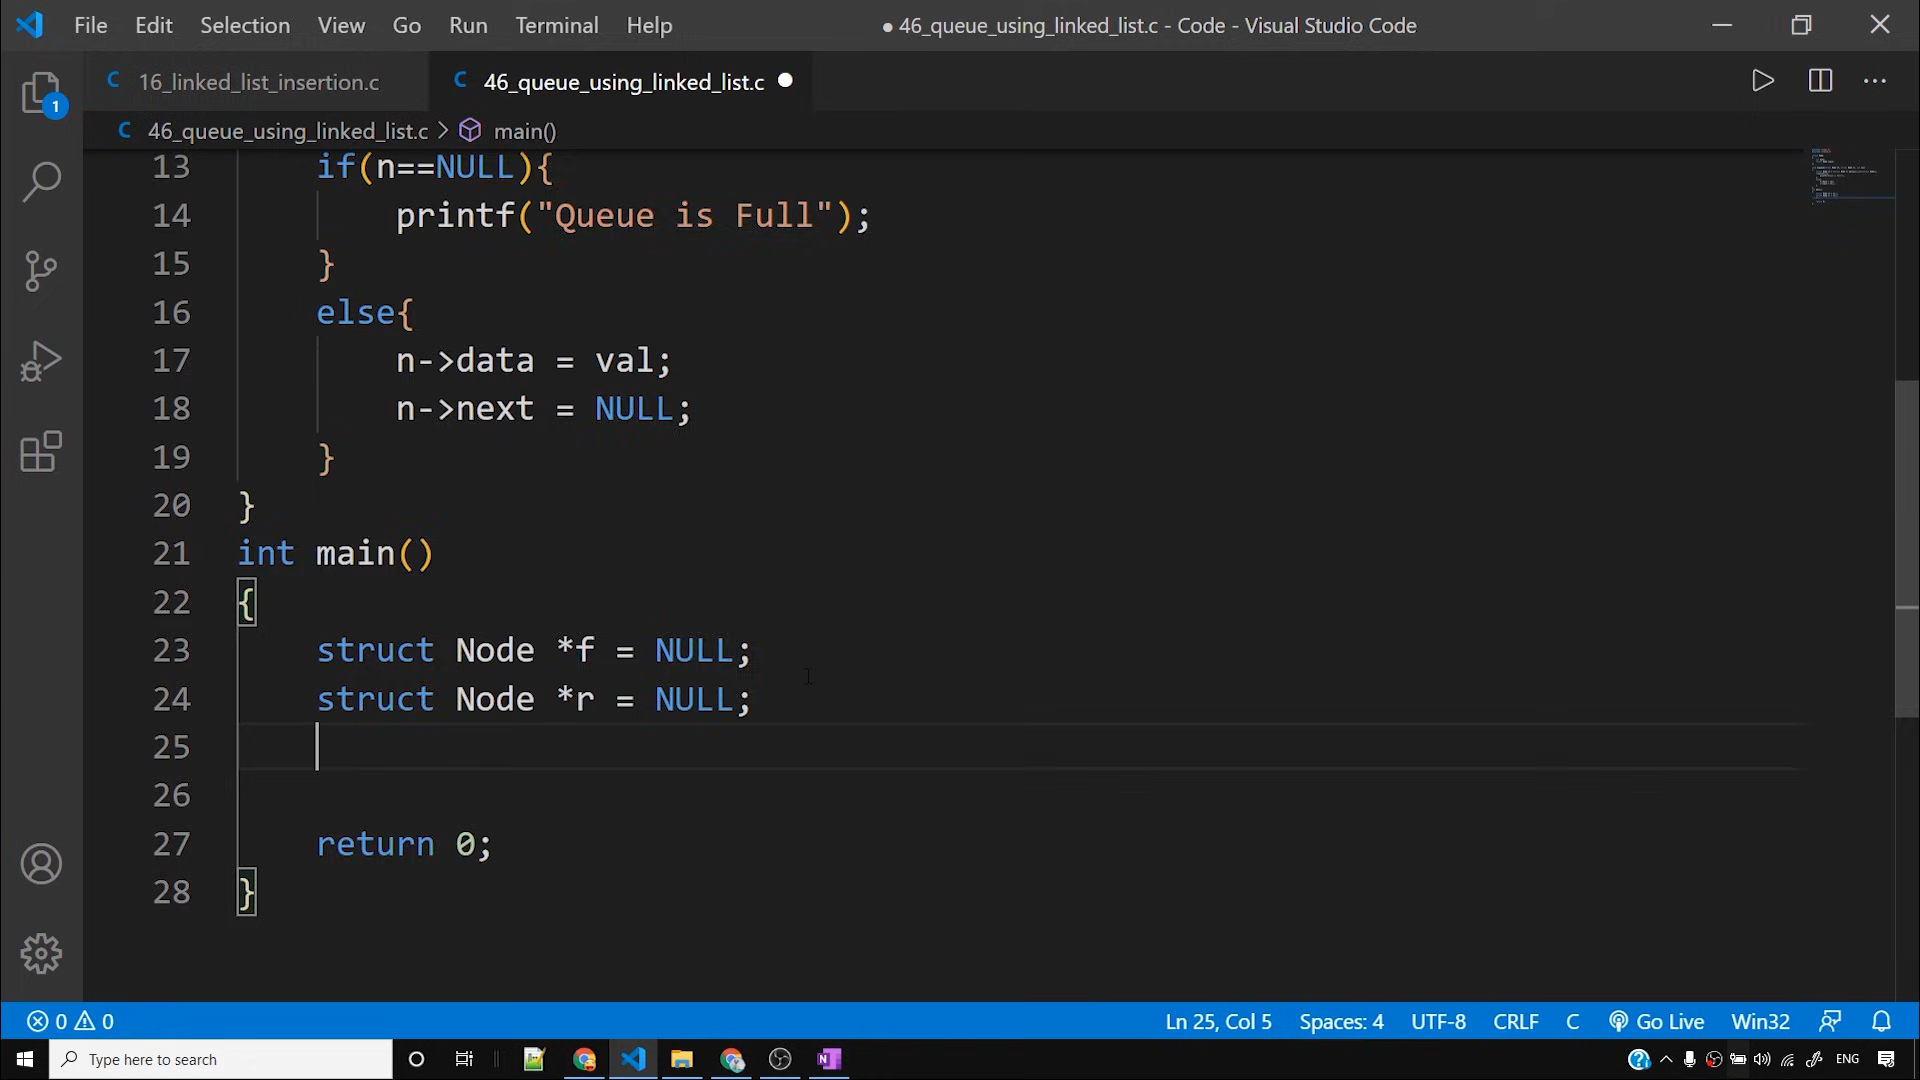 File Edit Selection View Go Run Terminal Help ● 46_queue_using_linked_list.c - Code - Visual Studio Code
16_linked_list_insertion.c 46_queue_using_linked_list.c
46_queue_using_linked_list.c > main()
1
13 if(n==NULL){
14 printf("Queue is Full");
15 }
16 else{
17 n->data = val;
18 n->next = NULL;
19 }
20 }
21 int main()
22 {
23 struct Node *f = NULL;
24 struct Node *r = NULL;
25
26
27 return 0;
28 }
0 0 Ln 25, Col 5 Spaces: 4 UTF-8 CRLF C Go Live Win32
Type here to search ENG